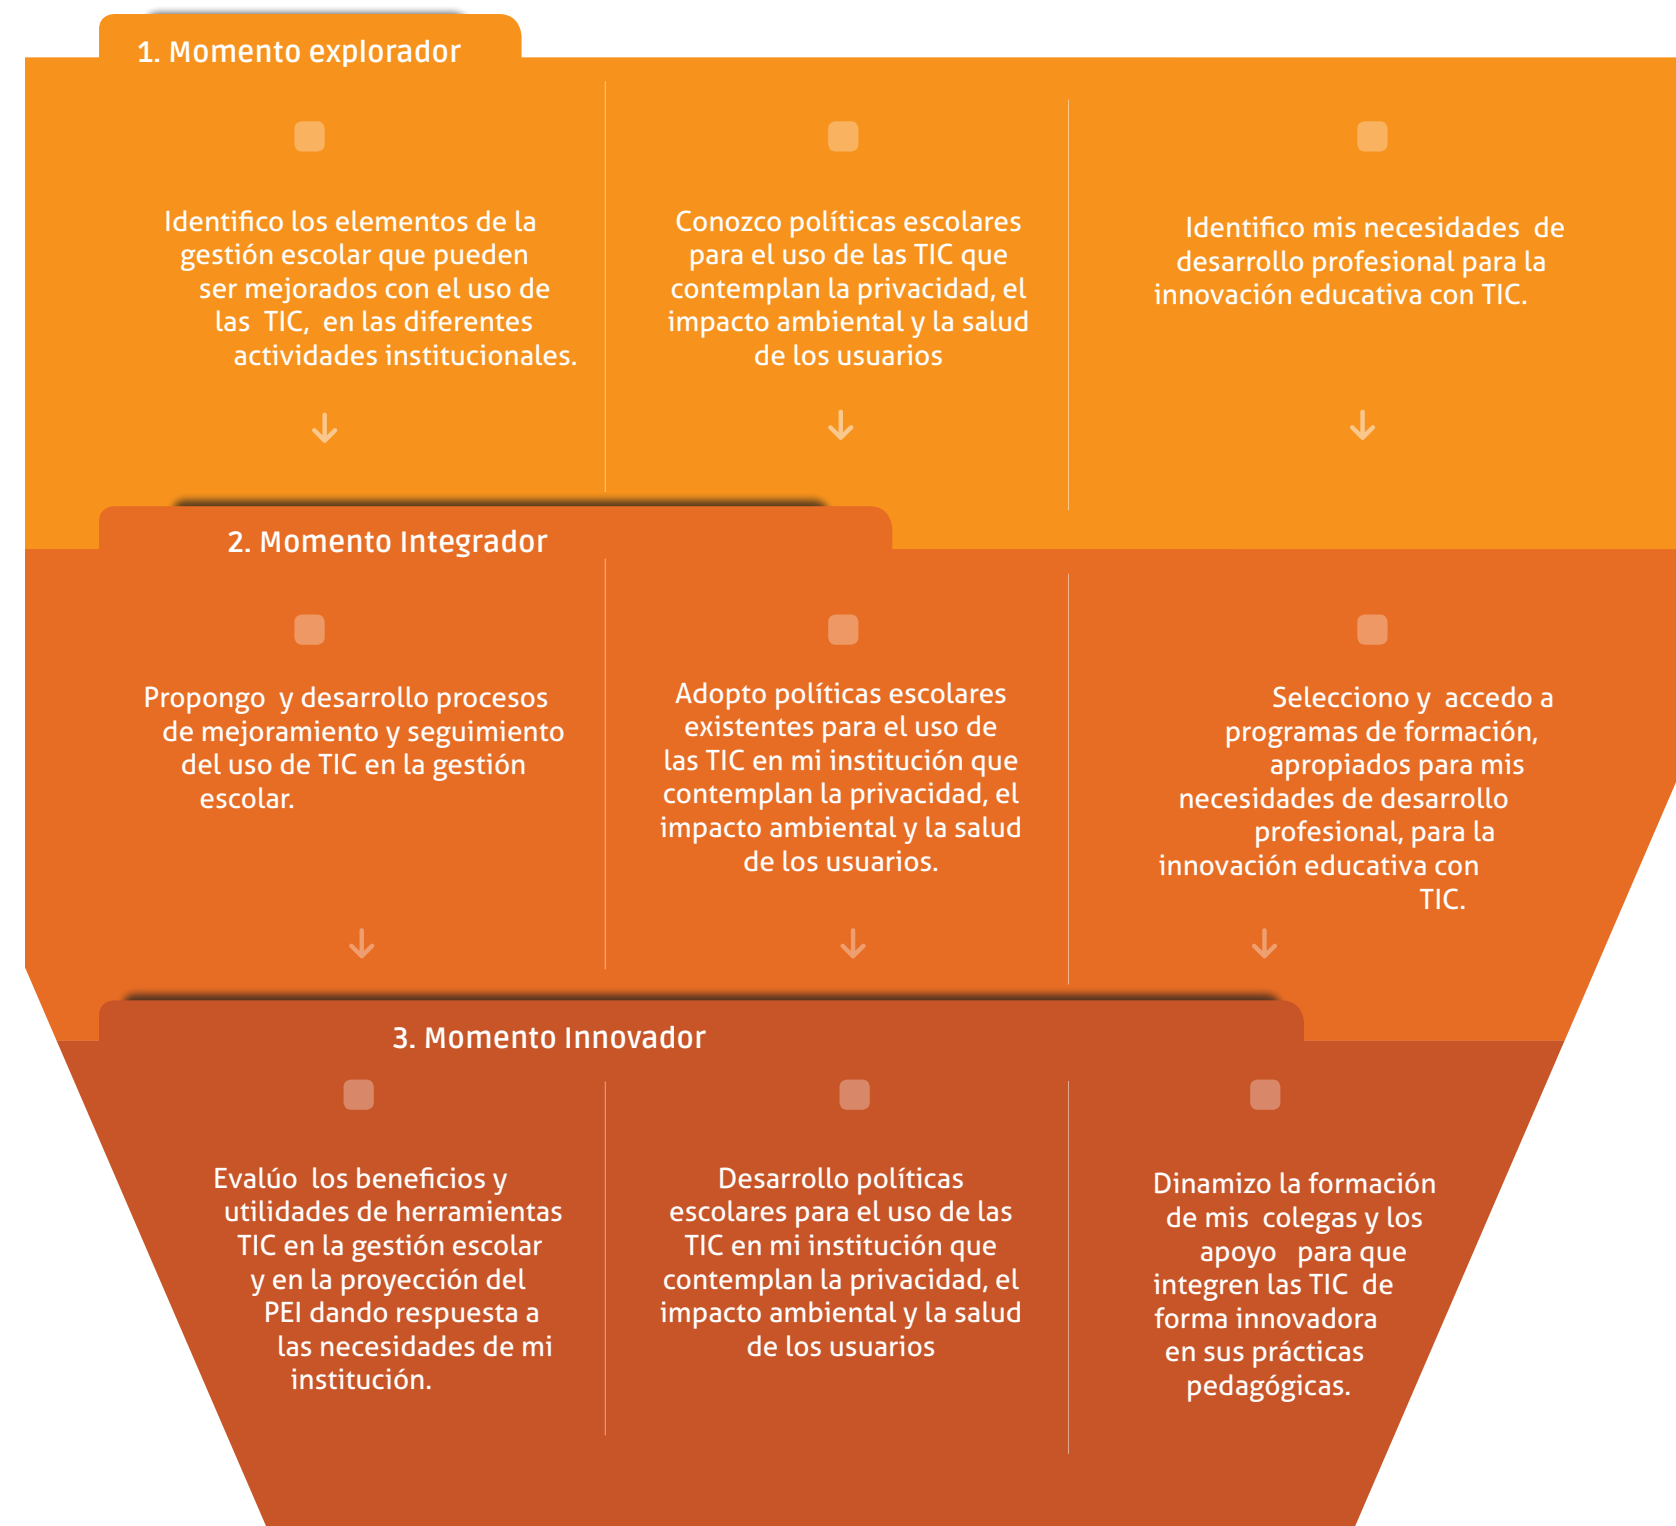 1. Momento explorador
Identifico los elementos de la
gestión escolar que pueden
ser mejorados con el uso de
las TIC, en las diferentes
actividades institucionales.
Conozco políticas escolares
para el uso de las TIC que
contemplan la privacidad, el
impacto ambiental y la salud
de los usuarios
Identifico mis necesidades de
desarrollo profesional para la
innovación educativa con TIC.
2. Momento Integrador
Propongo y desarrollo procesos
de mejoramiento y seguimiento
del uso de TIC en la gestión
escolar.
Adopto políticas escolares
existentes para el uso de
las TIC en mi institución que
contemplan la privacidad, el
impacto ambiental y la salud
de los usuarios.
Selecciono y accedo a
programas de formación,
apropiados para mis
necesidades de desarrollo
profesional, para la
innovación educativa con
TIC.
3. Momento Innovador
Evalúo los beneficios y
utilidades de herramientas
TIC en la gestión escolar
y en la proyección del
PEI dando respuesta a
las necesidades de mi
institución.
Desarrollo políticas
escolares para el uso de las
TIC en mi institución que
contemplan la privacidad, el
impacto ambiental y la salud
de los usuarios
Dinamizo la formación
de mis colegas y los
apoyo para que
integren las TIC de
forma innovadora
en sus prácticas
pedagógicas.